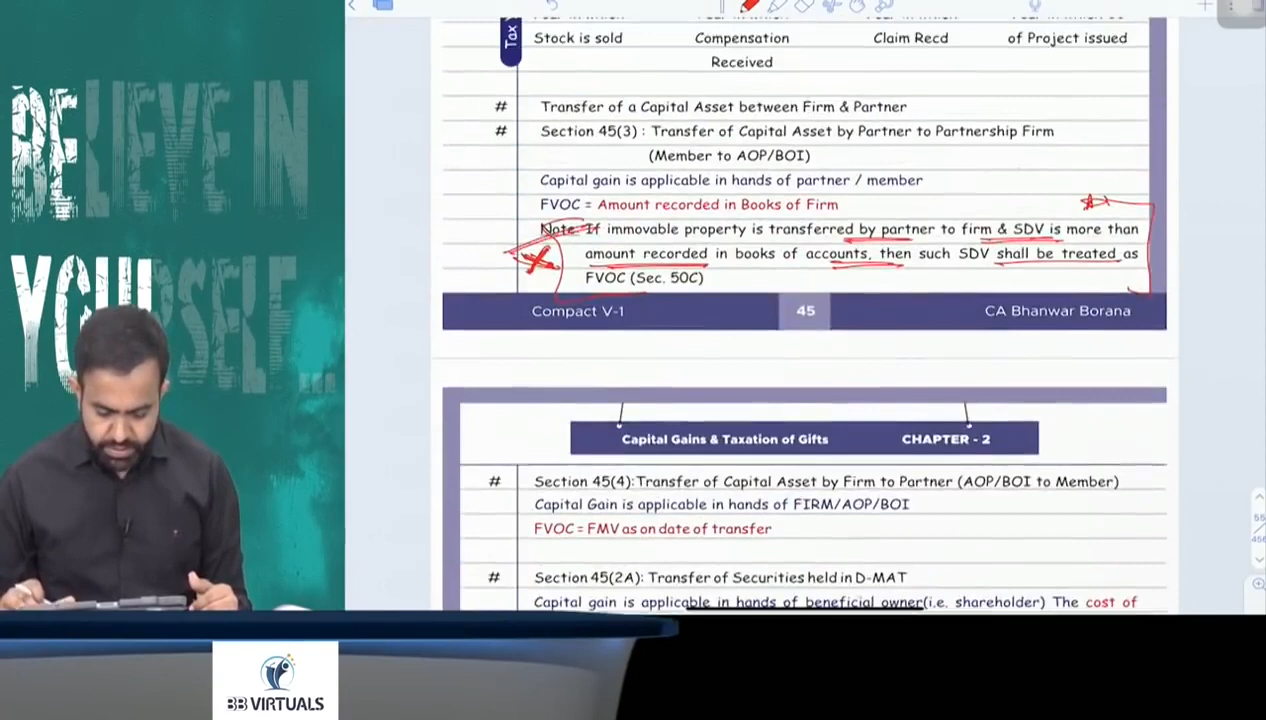 BELIEVE IN
YOURSELF...
Tax
Stock is sold
Compensation
Received
Claim Recd
of Project issued
# Transfer of a Capital Asset between Firm & Partner
# Section 45(3) : Transfer of Capital Asset by Partner to Partnership Firm
(Member to AOP/BOI)
Capital gain is applicable in hands of partner / member
FVOC = Amount recorded in Books of Firm
Note: If immovable property is transferred by partner to firm & SDV is more than
amount recorded in books of accounts, then such SDV shall be treated as
FVOC (Sec. 50C)
Compact V-1
45
CA Bhanwar Borana
Capital Gains & Taxation of Gifts CHAPTER - 2
# Section 45(4): Transfer of Capital Asset by Firm to Partner (AOP/BOI to Member)
Capital Gain is applicable in hands of FIRM/AOP/BOI
FVOC = FMV as on date of transfer
# Section 45(2A): Transfer of Securities held in D-MAT
Capital gain is applicable in hands of beneficial owner(i.e. shareholder) The cost of
BB VIRTUALS